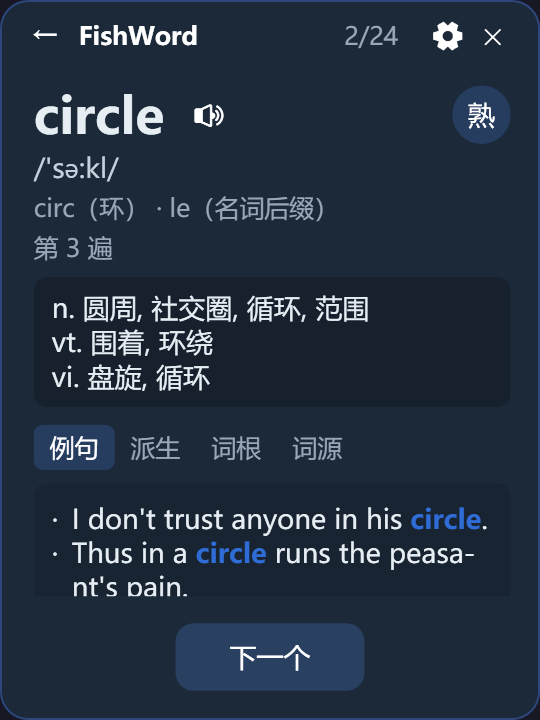 ← FishWord 2/24
circle 熟
/'sə:kl/
circ（环） · le（名词后缀）
第 3 遍
n. 圆周, 社交圈, 循环, 范围
vt. 围着, 环绕
vi. 盘旋, 循环
例句 派生 词根 词源
· I don't trust anyone in his circle.
· Thus in a circle runs the peasa-
nt's pain.
下一个